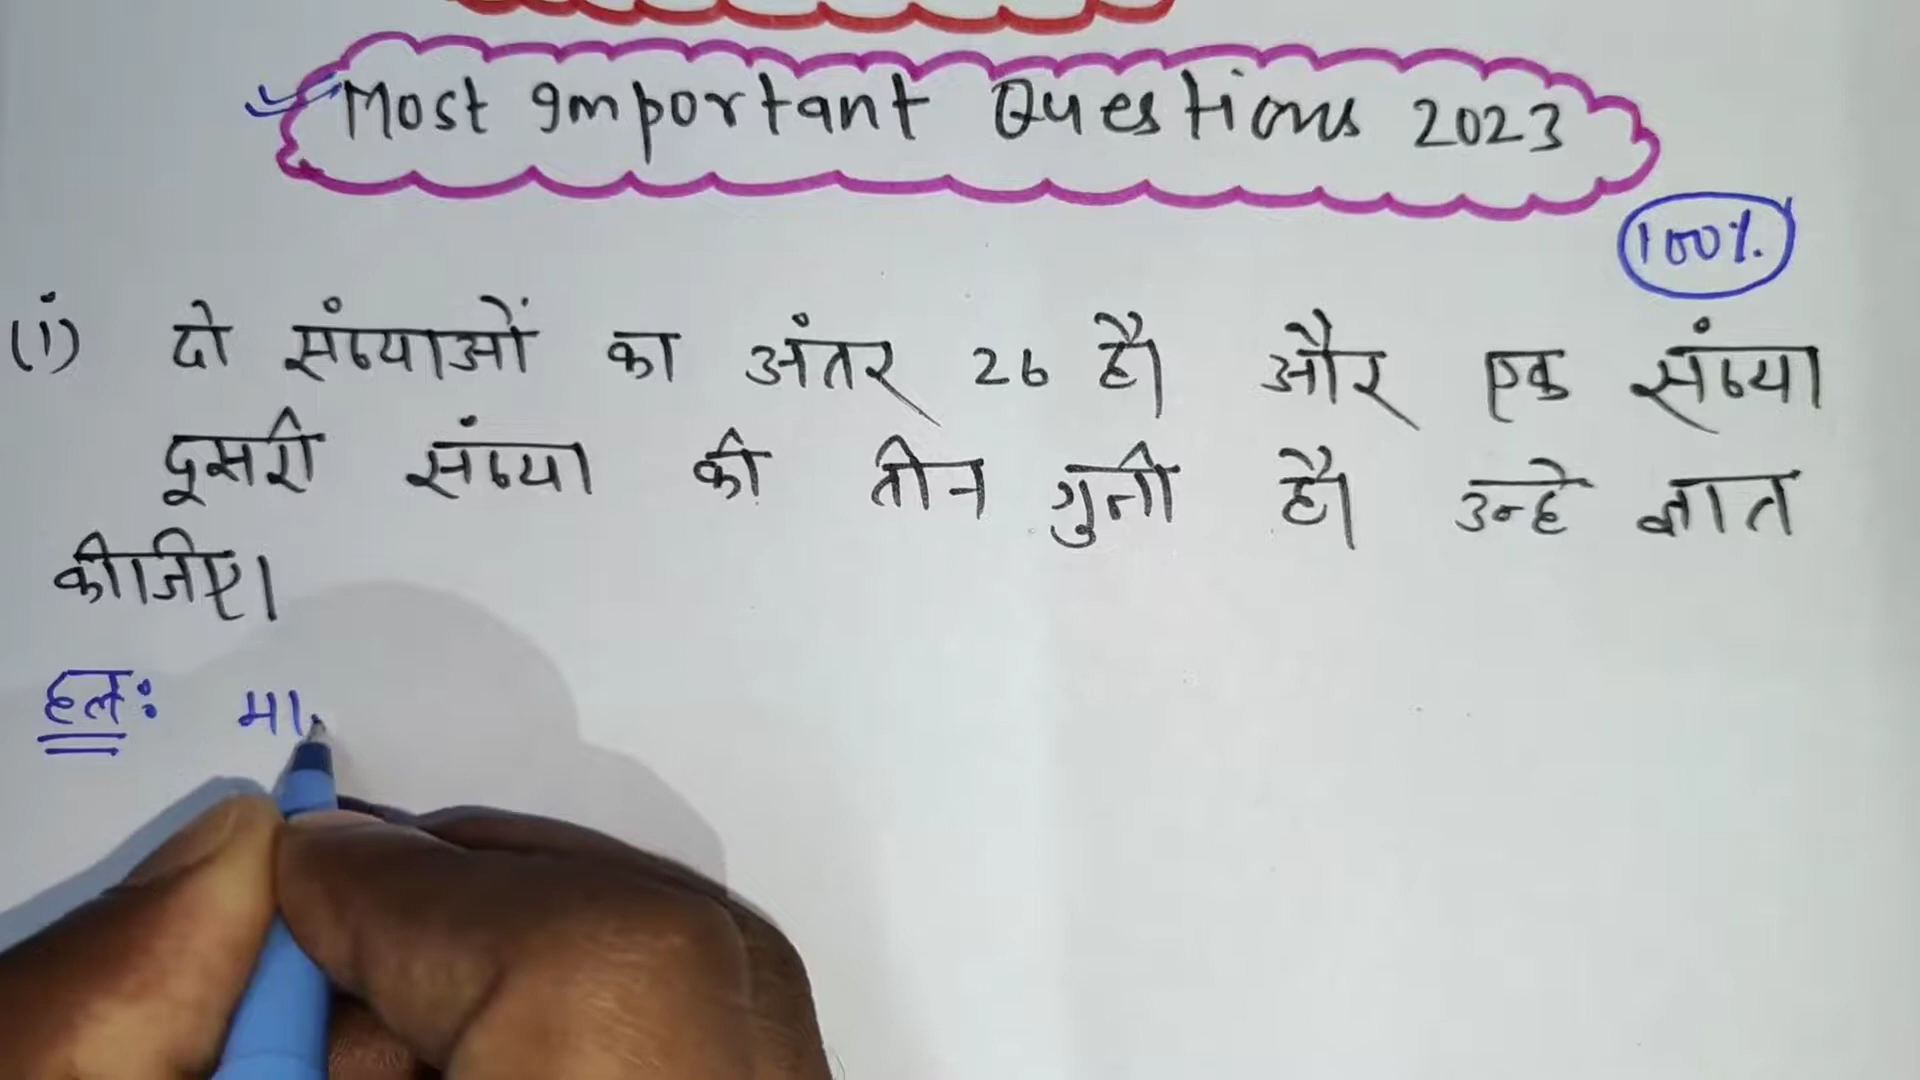 Most Important Questions 2023
100%.
(i) दो संख्याओं का अंतर 26 है। और एक संख्या
दूसरी संख्या की तीन गुनी है। उन्हे ज्ञात
कीजिए।
हल: मा